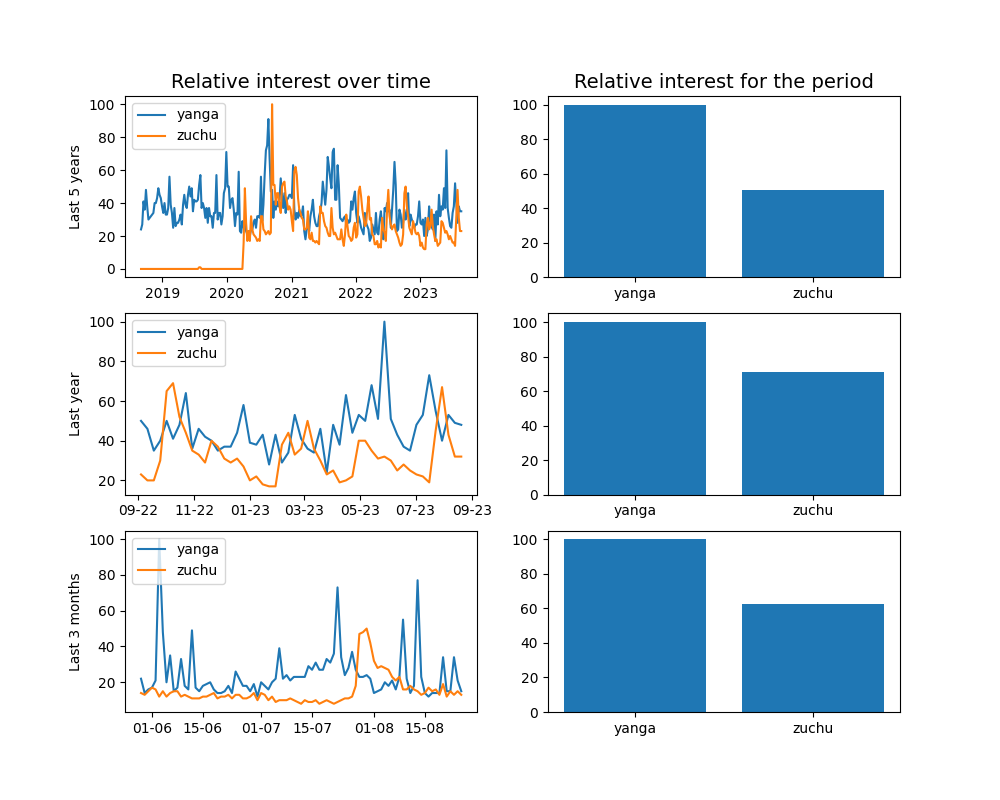 Relative interest over time
Relative interest for the period
Last 5 years
100
80
60
40
20
0
yanga
zuchu
2019 2020 2021 2022 2023
100
80
60
40
20
0
yanga zuchu
Last year
100
80
60
40
20
yanga
zuchu
09-22 11-22 01-23 03-23 05-23 07-23 09-23
100
80
60
40
20
0
yanga zuchu
Last 3 months
100
80
60
40
20
yanga
zuchu
01-06 15-06 01-07 15-07 01-08 15-08
100
80
60
40
20
0
yanga zuchu